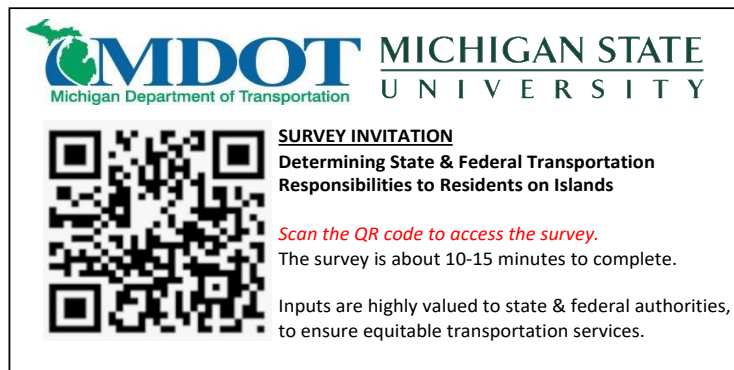 MDOT
Michigan Department of Transportation
MICHIGAN STATE
UNIVERSITY
SURVEY INVITATION
Determining State & Federal Transportation
Responsibilities to Residents on Islands
Scan the QR code to access the survey.
The survey is about 10-15 minutes to complete.
Inputs are highly valued to state & federal authorities,
to ensure equitable transportation services.